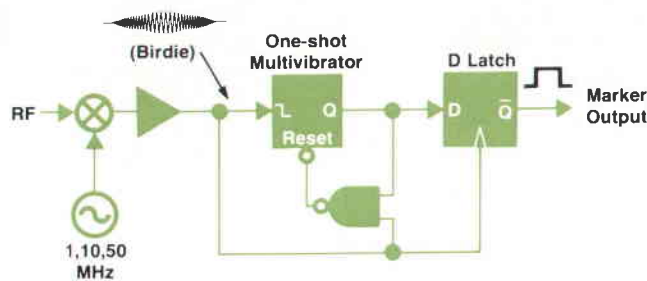 (Birdie)
One-shot
Multivibrator
D Latch
RF
Q
Reset
D
Q̅
Marker
Output
1,10,50
MHz